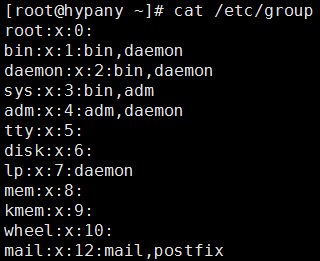 [root@hypany ~]# cat /etc/group
root:x:0:
bin:x:1:bin,daemon
daemon:x:2:bin,daemon
sys:x:3:bin,adm
adm:x:4:adm,daemon
tty:x:5:
disk:x:6:
lp:x:7:daemon
mem:x:8:
kmem:x:9:
wheel:x:10:
mail:x:12:mail,postfix